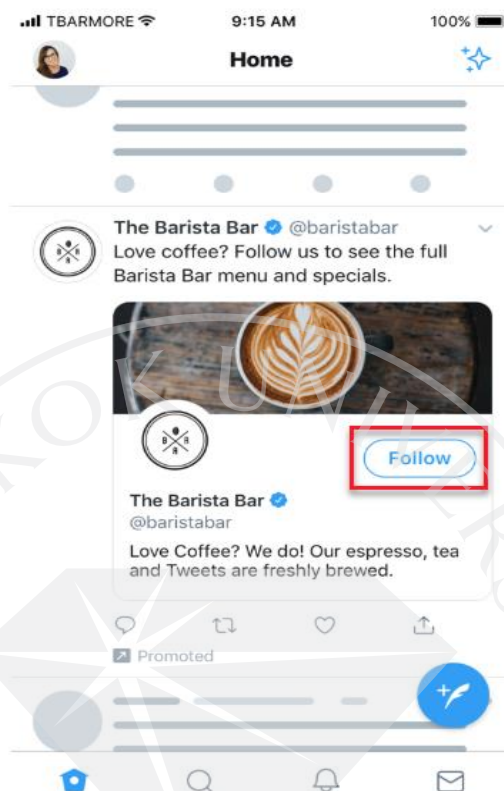 TBARMORE 9:15 AM 100%
Home
The Barista Bar @baristabar
Love coffee? Follow us to see the full
Barista Bar menu and specials.
Follow
The Barista Bar
@baristabar
Love Coffee? We do! Our espresso, tea
and Tweets are freshly brewed.
Promoted